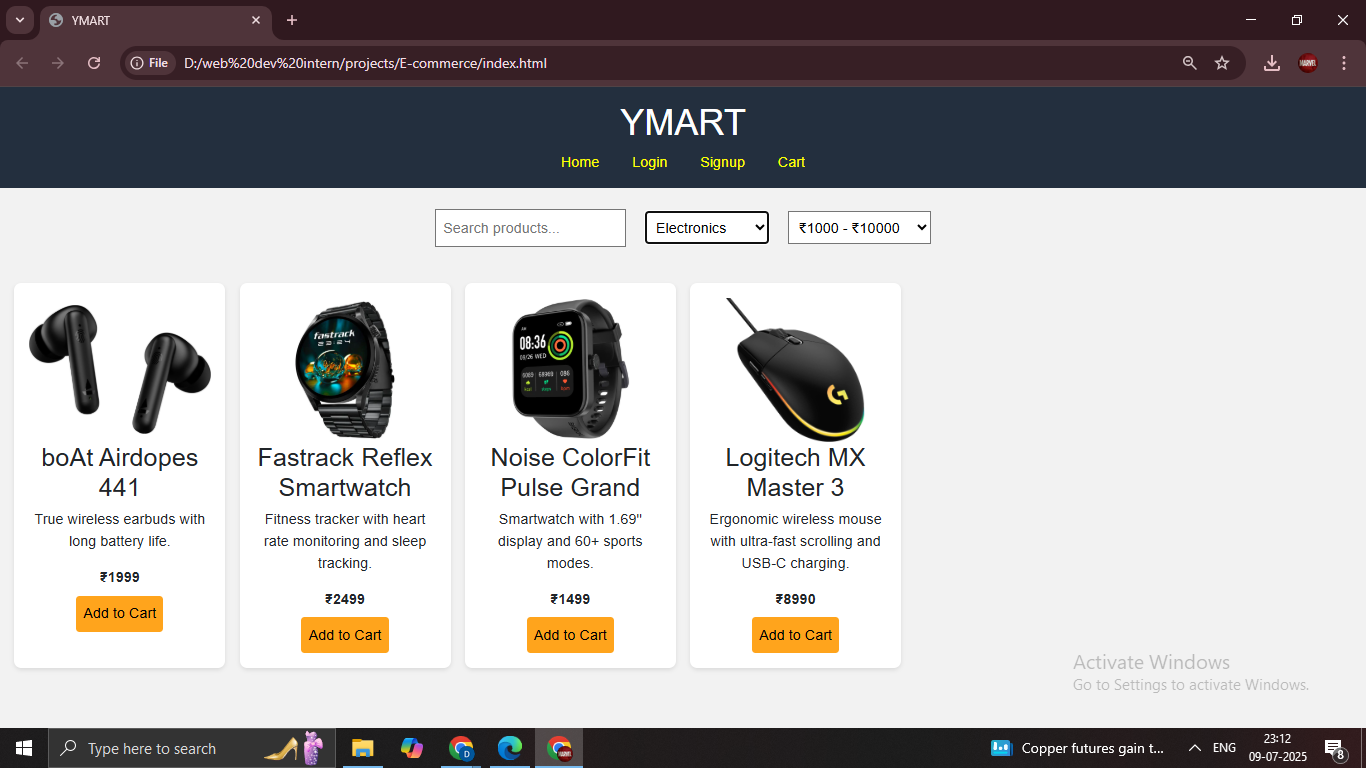 YMART
File
D:/web%20dev%20intern/projects/E-commerce/index.html
MARVEL
YMART
Home Login Signup Cart
Search products...
Electronics
₹1000 - ₹10000
fastrack
08:36
boAt Airdopes
441
True wireless earbuds with
long battery life.
₹1999
Add to Cart
Fastrack Reflex
Smartwatch
Fitness tracker with heart
rate monitoring and sleep
tracking.
₹2499
Add to Cart
Noise ColorFit
Pulse Grand
Smartwatch with 1.69"
display and 60+ sports
modes.
₹1499
Add to Cart
G
Logitech MX
Master 3
Ergonomic wireless mouse
with ultra-fast scrolling and
USB-C charging.
₹8990
Add to Cart
Activate Windows
Go to Settings to activate Windows.
Type here to search
D
Copper futures gain t...
ENG
23:12
09-07-2025
8